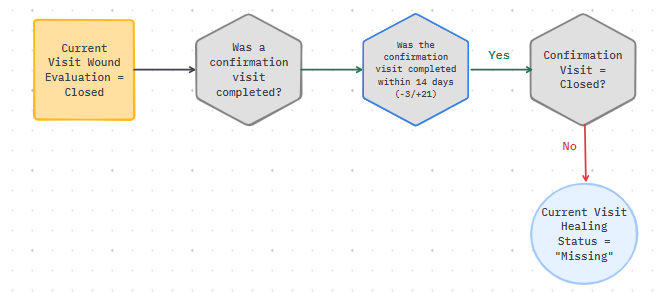 Current
Visit Wound
Evaluation =
Closed
Was a
confirmation
visit
completed?
Was the
confirmation
visit completed
within 14 days
(-3/+21)
Yes
Confirmation
Visit =
Closed?
No
Current Visit
Healing
Status =
"Missing"